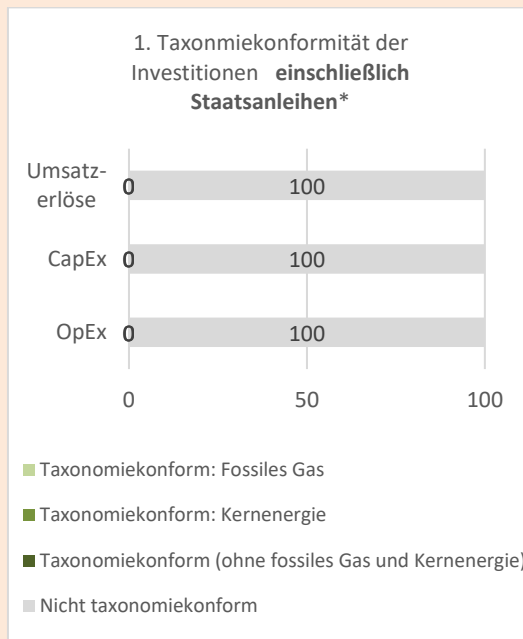 1. Taxonmiekonformität der
Investitionen einschließlich
Staatsanleihen*
Umsatz-
erlöse
0 100
CapEx 0 100
OpEx 0 100
0 50 100
Taxonomiekonform: Fossiles Gas
Taxonomiekonform: Kernenergie
Taxonomiekonform (ohne fossiles Gas und Kernenergie)
Nicht taxonomiekonform